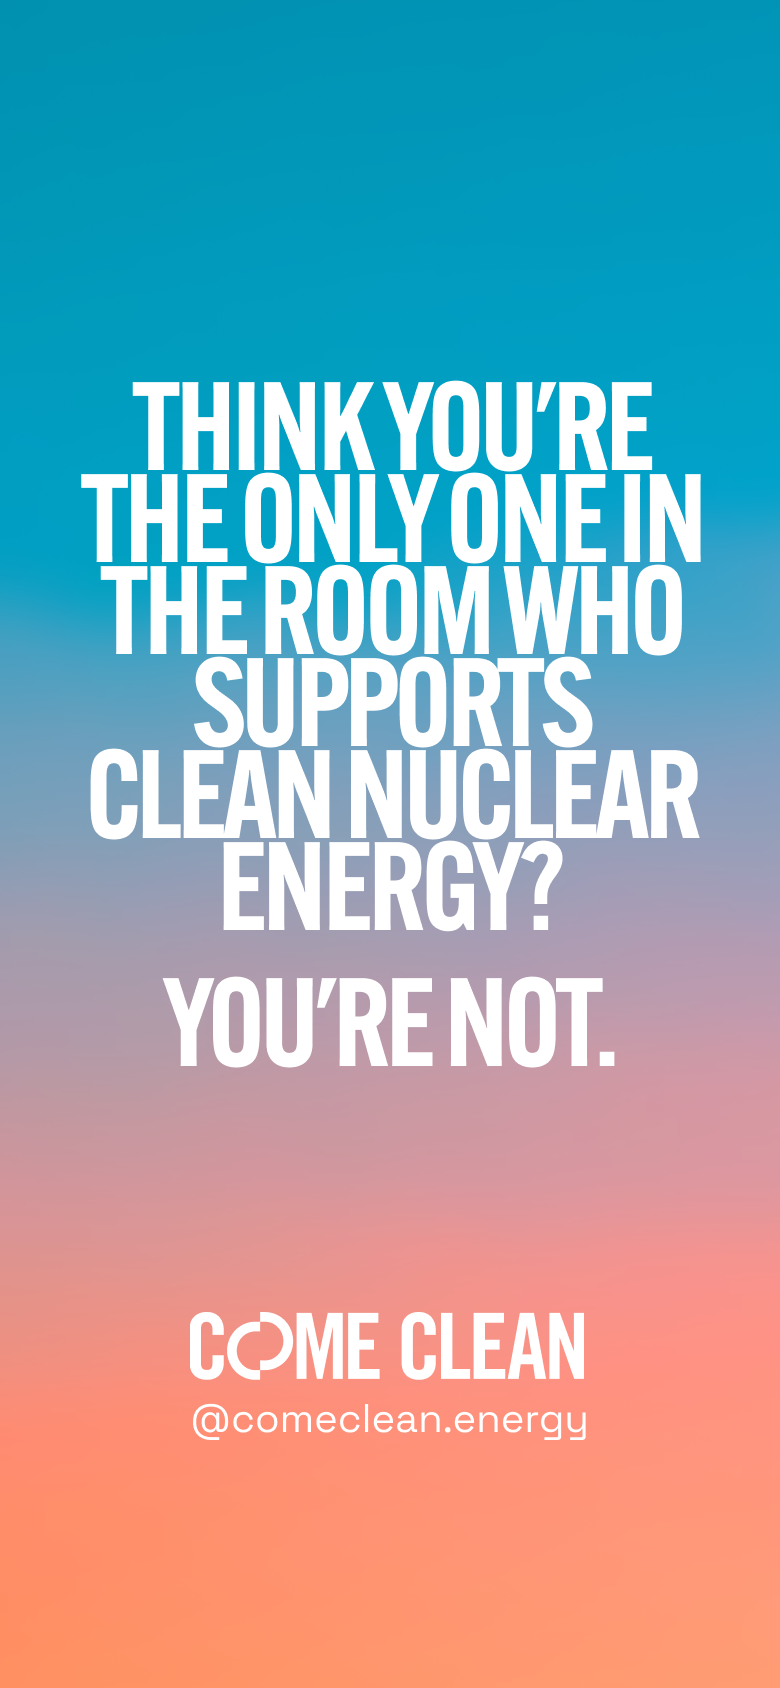 THINK YOU'RE
THE ONLY ONE IN
THE ROOM WHO
SUPPORTS
CLEAN NUCLEAR
ENERGY?
YOU'RE NOT.
COME CLEAN
@comeclean.energy